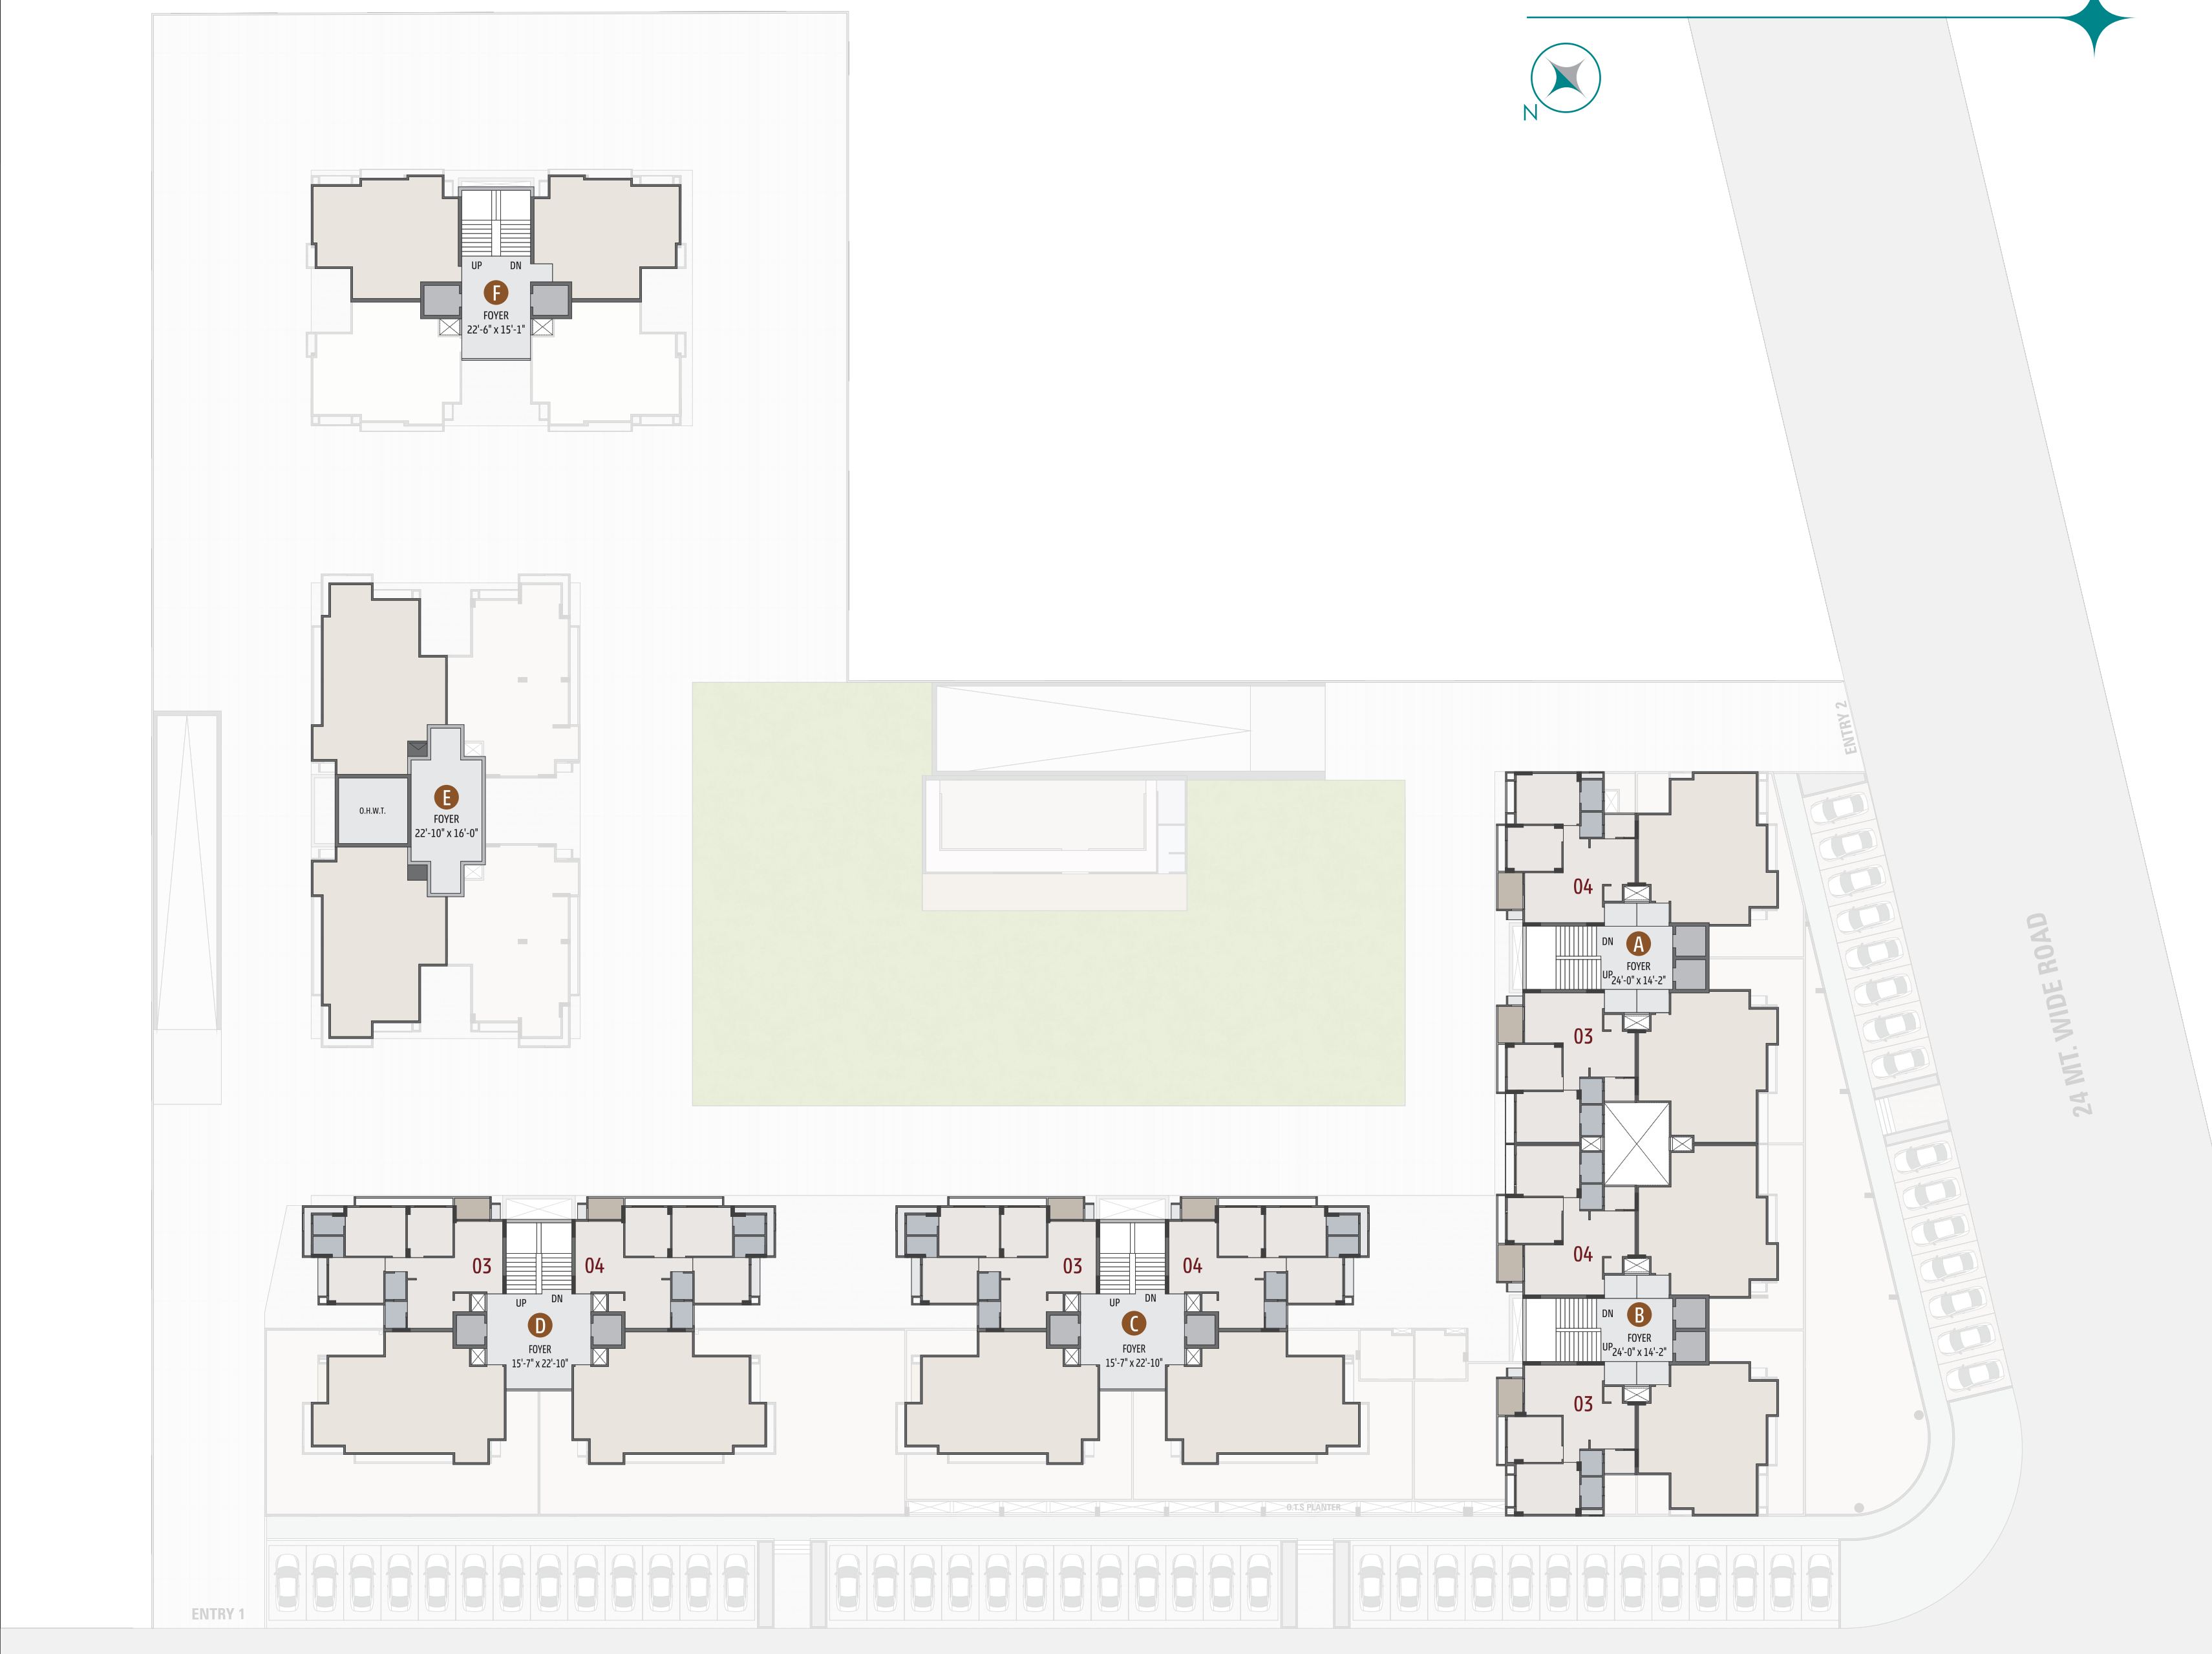 N
UP DN
F
FOYER
22'-6" x 15'-1"
ENTRY 2
E
O.H.W.T.
FOYER
22'-10" x 16'-0"
04
DN
A
FOYER
UP 24'-0" x 14'-2"
24 MT. WIDE ROAD
03
03
04
UP DN
D
FOYER
15'-7" x 22'-10"
03
04
UP DN
C
FOYER
15'-7" x 22'-10"
04
DN
B
FOYER
UP 24'-0" x 14'-2"
03
O.T.S PLANTER
ENTRY 1